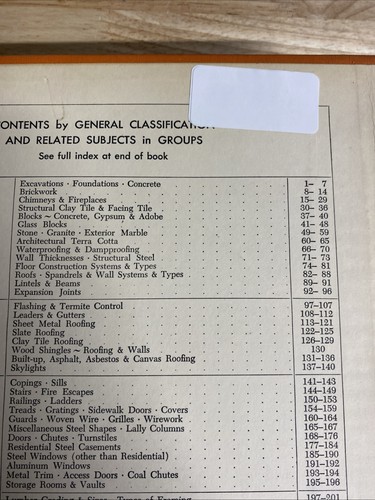 CONTENTS by GENERAL CLASSIFICATION
AND RELATED SUBJECTS in GROUPS
See full index at end of book
Excavations · Foundations · Concrete 1– 7
Brickwork 8– 14
Chimneys & Fireplaces 15– 29
Structural Clay Tile & Facing Tile 30– 36
Blocks ~ Concrete, Gypsum & Adobe 37– 40
Glass Blocks 41– 48
Stone · Granite · Exterior Marble 49– 59
Architectural Terra Cotta 60– 65
Waterproofing & Dampproofing 66– 70
Wall Thicknesses · Structural Steel 71– 73
Floor Construction Systems & Types 74– 81
Roofs · Spandrels & Wall Systems & Types 82– 88
Lintels & Beams 89– 91
Expansion Joints 92– 96
Flashing & Termite Control 97–107
Leaders & Gutters 108–112
Sheet Metal Roofing 113–121
Slate Roofing 122–125
Clay Tile Roofing 126–129
Wood Shingles ~ Roofing & Walls 130
Built-up, Asphalt, Asbestos & Canvas Roofing 131–136
Skylights 137–140
Copings · Sills 141–143
Stairs · Fire Escapes 144–149
Railings · Ladders 150–153
Treads · Gratings · Sidewalk Doors · Covers 154–159
Guards · Woven Wire · Grilles · Wirework 160–164
Miscellaneous Steel Shapes · Lally Columns 165–167
Doors · Chutes · Turnstiles 168–176
Residential Steel Casements 177–184
Steel Windows (other than Residential) 185–190
Aluminum Windows 191–192
Metal Trim · Access Doors · Coal Chutes 193–194
Storage Rooms & Vaults 195–196
Lumber Grading & Sizes · Types of Framing 197–201